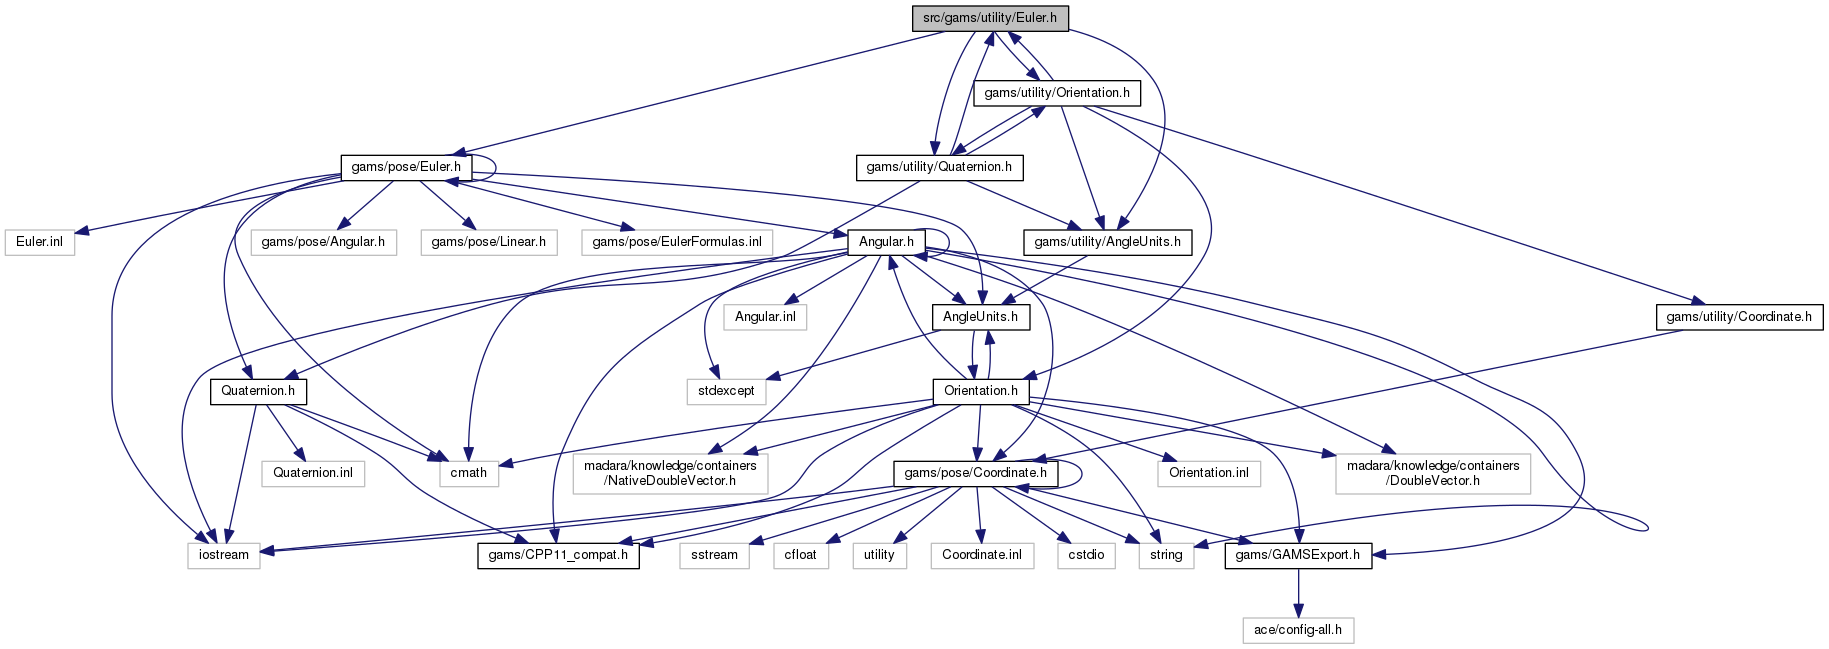 src/gams/utility/Euler.h
gams/utility/Orientation.h
gams/pose/Euler.h
gams/utility/Quaternion.h
Euler.inl
gams/pose/Angular.h
gams/pose/Linear.h
gams/pose/EulerFormulas.inl
Angular.h
gams/utility/AngleUnits.h
Angular.inl
AngleUnits.h
gams/utility/Coordinate.h
Quaternion.h
stdexcept
Orientation.h
Quaternion.inl
cmath
madara/knowledge/containers
/NativeDoubleVector.h
gams/pose/Coordinate.h
Orientation.inl
madara/knowledge/containers
/DoubleVector.h
iostream
gams/CPP11_compat.h
sstream
cfloat
utility
Coordinate.inl
cstdio
string
gams/GAMSExport.h
ace/config-all.h